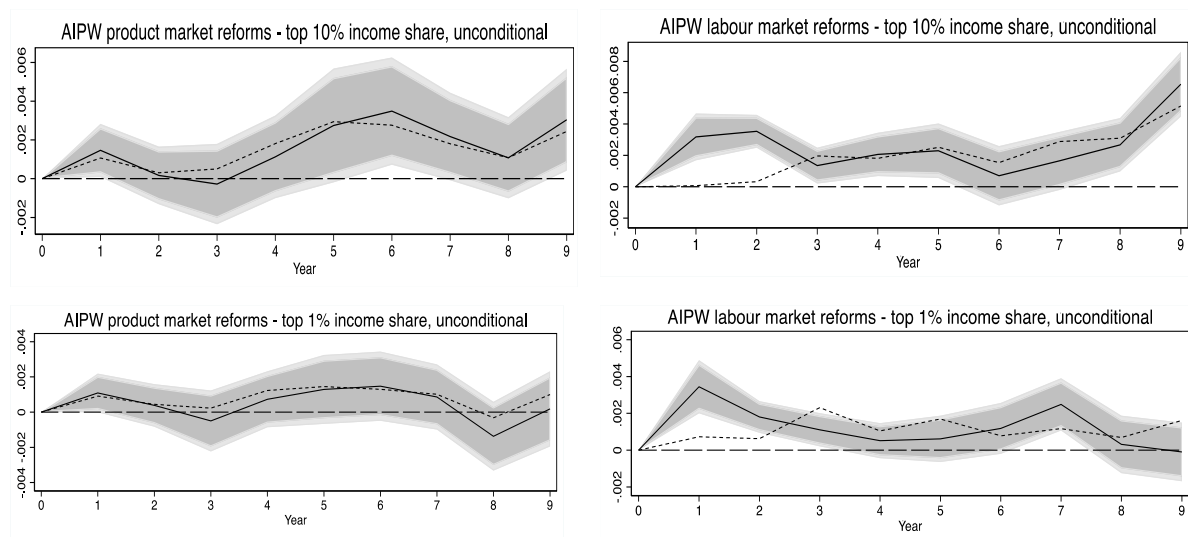 AIPW product market reforms - top 10% income share, unconditional
-.002 0 .002 .004 .006
0 1 2 3 4 5 6 7 8 9
Year
AIPW labour market reforms - top 10% income share, unconditional
-.002 0 .002 .004 .006 .008
0 1 2 3 4 5 6 7 8 9
Year
AIPW product market reforms - top 1% income share, unconditional
-.004 -.002 0 .002 .004
0 1 2 3 4 5 6 7 8 9
Year
AIPW labour market reforms - top 1% income share, unconditional
-.002 0 .002 .004 .006
0 1 2 3 4 5 6 7 8 9
Year